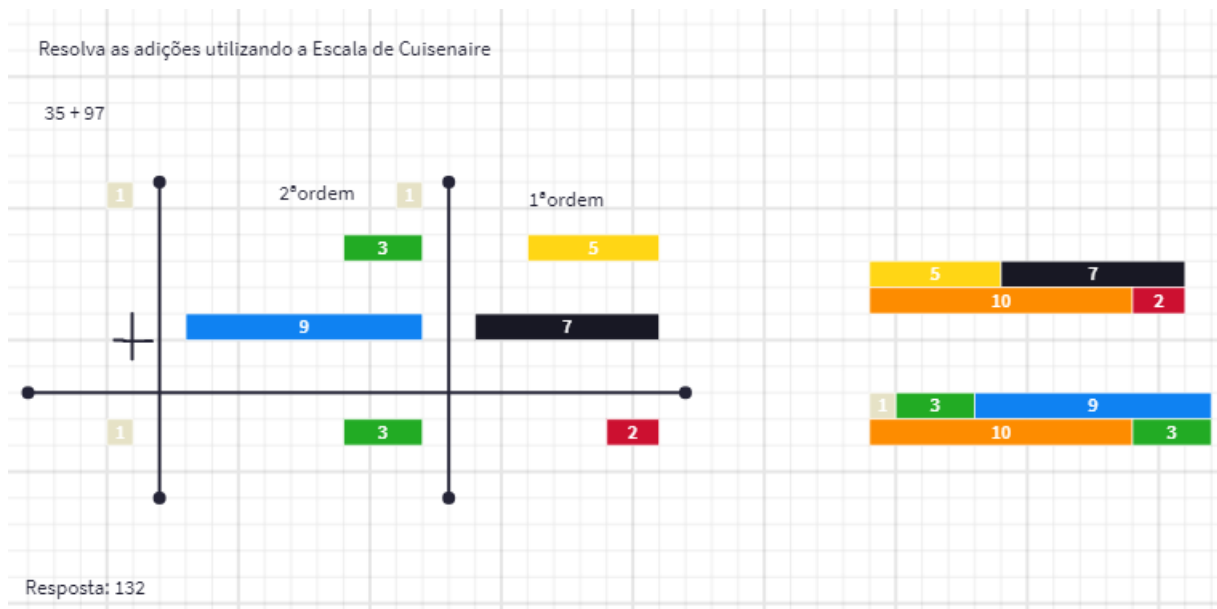 Resolva as adições utilizando a Escala de Cuisenaire
35 + 97
1 2ªordem 1 1ªordem
3 5
5 7
10 2
9 7
+
1 3 9
10 3
1 3 2
Resposta: 132